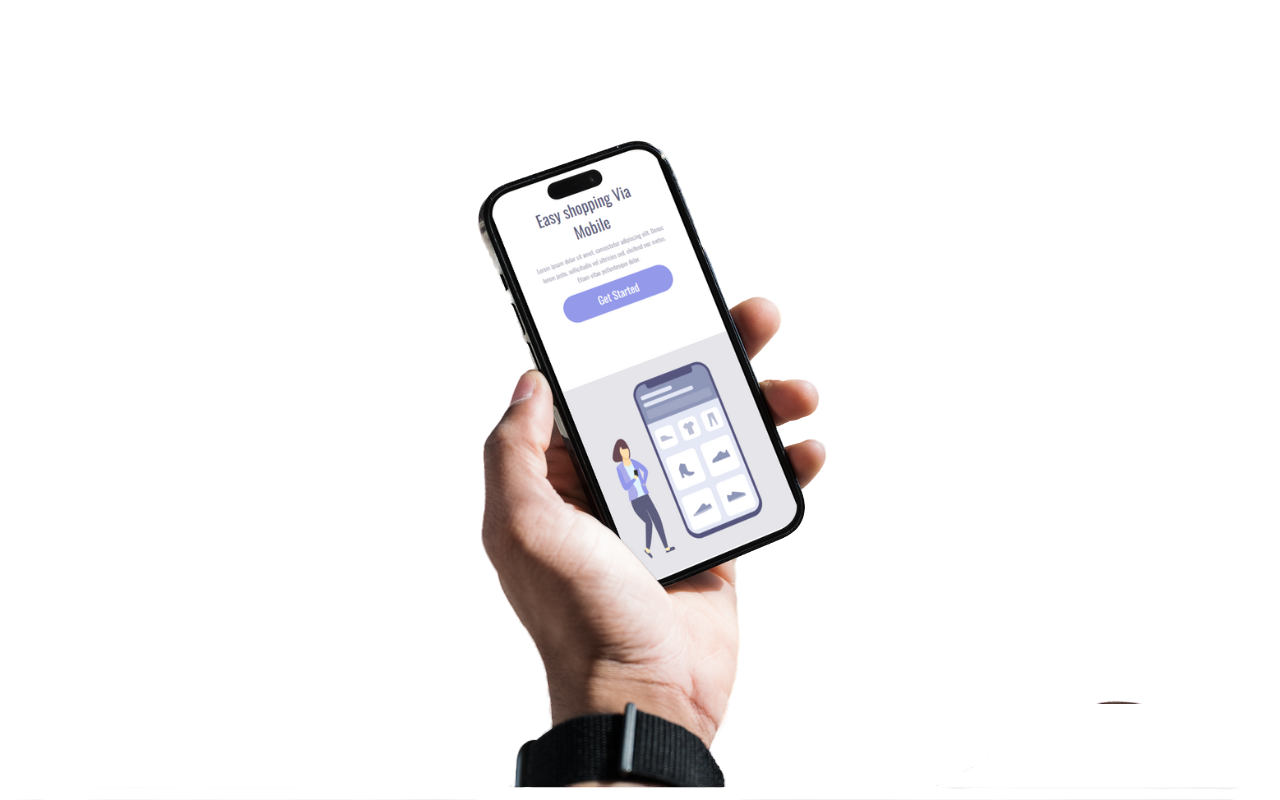 Easy shopping Via
Mobile
Lorem ipsum dolor sit amet, consectetur adipiscing elit. Donec
lorem justo, sollicitudin vel ultricies sed, eleifend nec metus.
Etiam vitae pellentesque dolor.
Get Started